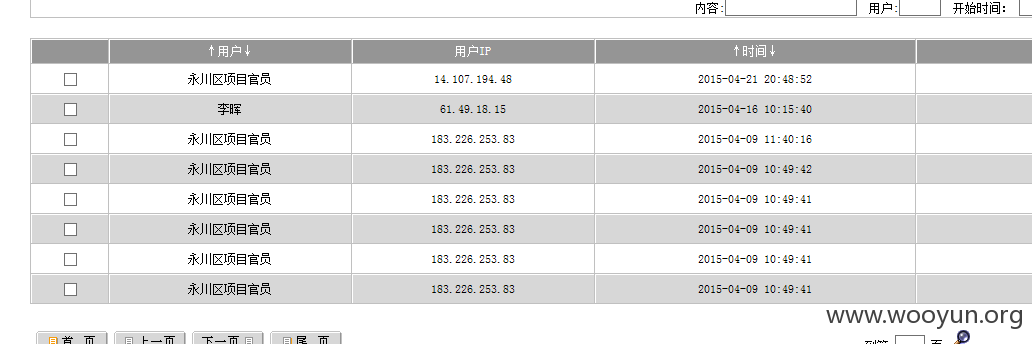 内容: 用户: 开始时间:
↑用户↓ 用户IP ↑时间↓
永川区项目官员 14.107.194.48 2015-04-21 20:48:52
李晖 61.49.18.15 2015-04-16 10:15:40
永川区项目官员 183.226.253.83 2015-04-09 11:40:16
永川区项目官员 183.226.253.83 2015-04-09 10:49:42
永川区项目官员 183.226.253.83 2015-04-09 10:49:41
永川区项目官员 183.226.253.83 2015-04-09 10:49:41
永川区项目官员 183.226.253.83 2015-04-09 10:49:41
永川区项目官员 183.226.253.83 2015-04-09 10:49:41
www.wooyun.org
首 页 上一页 下一页 尾 页 到第 页